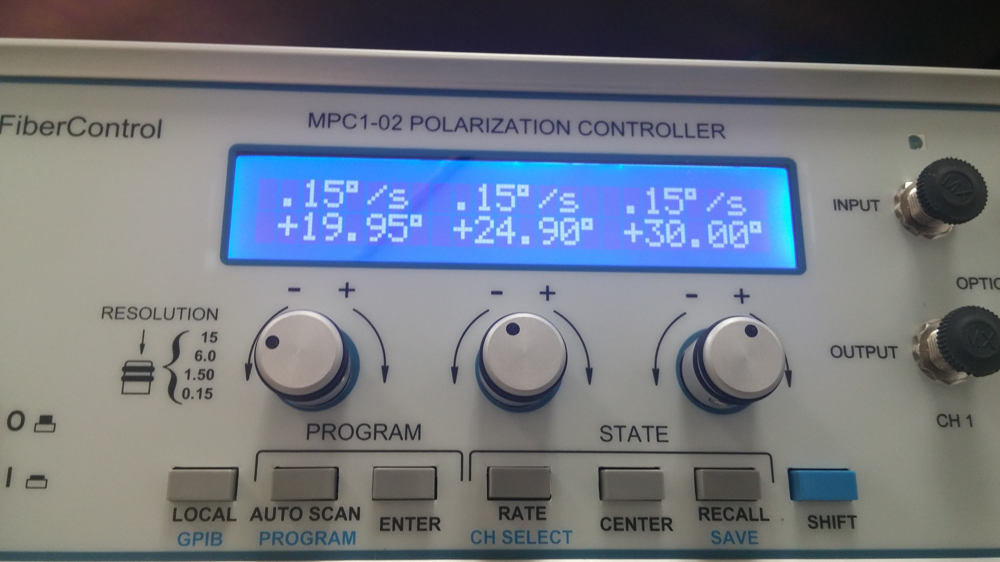 FiberControl
MPC1-02 POLARIZATION CONTROLLER
.15°/s .15°/s .15°/s
+19.95° +24.90° +30.00°
INPUT
- + - + - +
RESOLUTION
15
6.0
1.50
0.15
OUTPUT
O
CH 1
PROGRAM STATE
I
LOCAL AUTO SCAN ENTER RATE CENTER RECALL SHIFT
GPIB PROGRAM CH SELECT SAVE